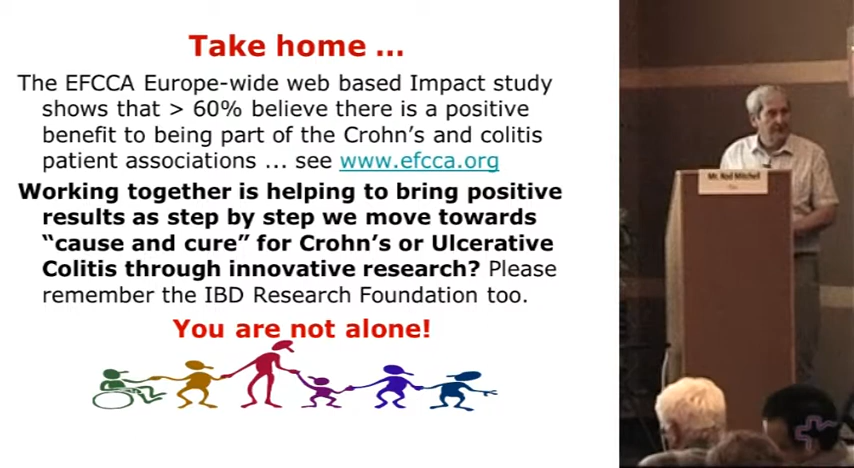 Take home ...
The EFCCA Europe-wide web based Impact study
shows that > 60% believe there is a positive
benefit to being part of the Crohn's and colitis
patient associations ... see www.efcca.org
Working together is helping to bring positive
results as step by step we move towards
“cause and cure” for Crohn's or Ulcerative
Colitis through innovative research? Please
remember the IBD Research Foundation too.
You are not alone!
Mr. Rod Mitchell